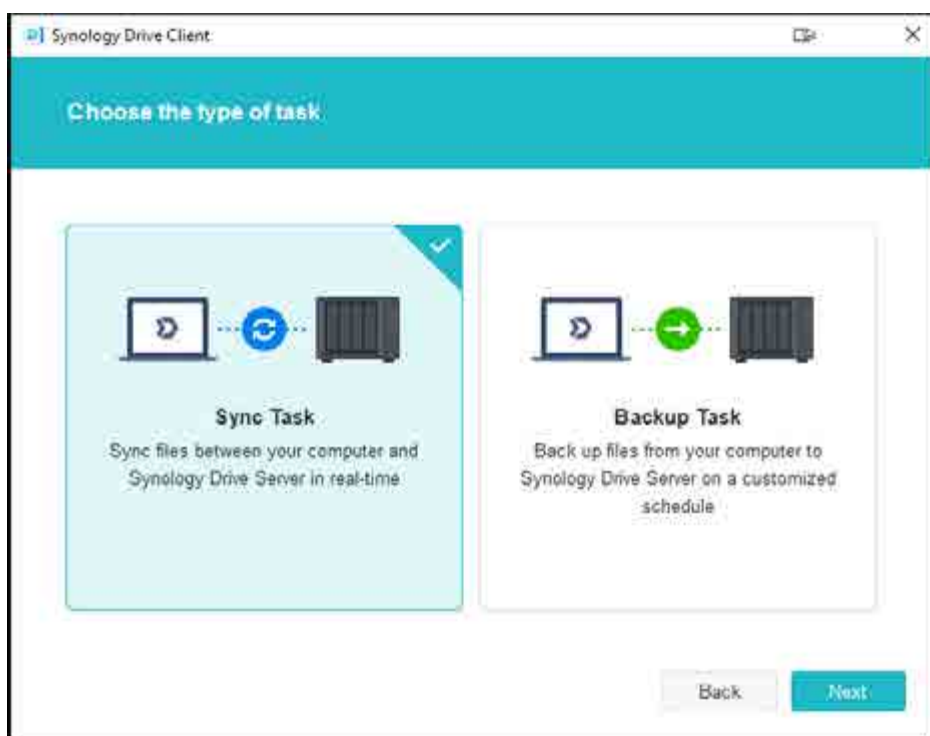 Synology Drive Client
Choose the type of task
Sync Task
Sync files between your computer and
Synology Drive Server in real-time
Backup Task
Back up files from your computer to
Synology Drive Server on a customized
schedule
Back
Next